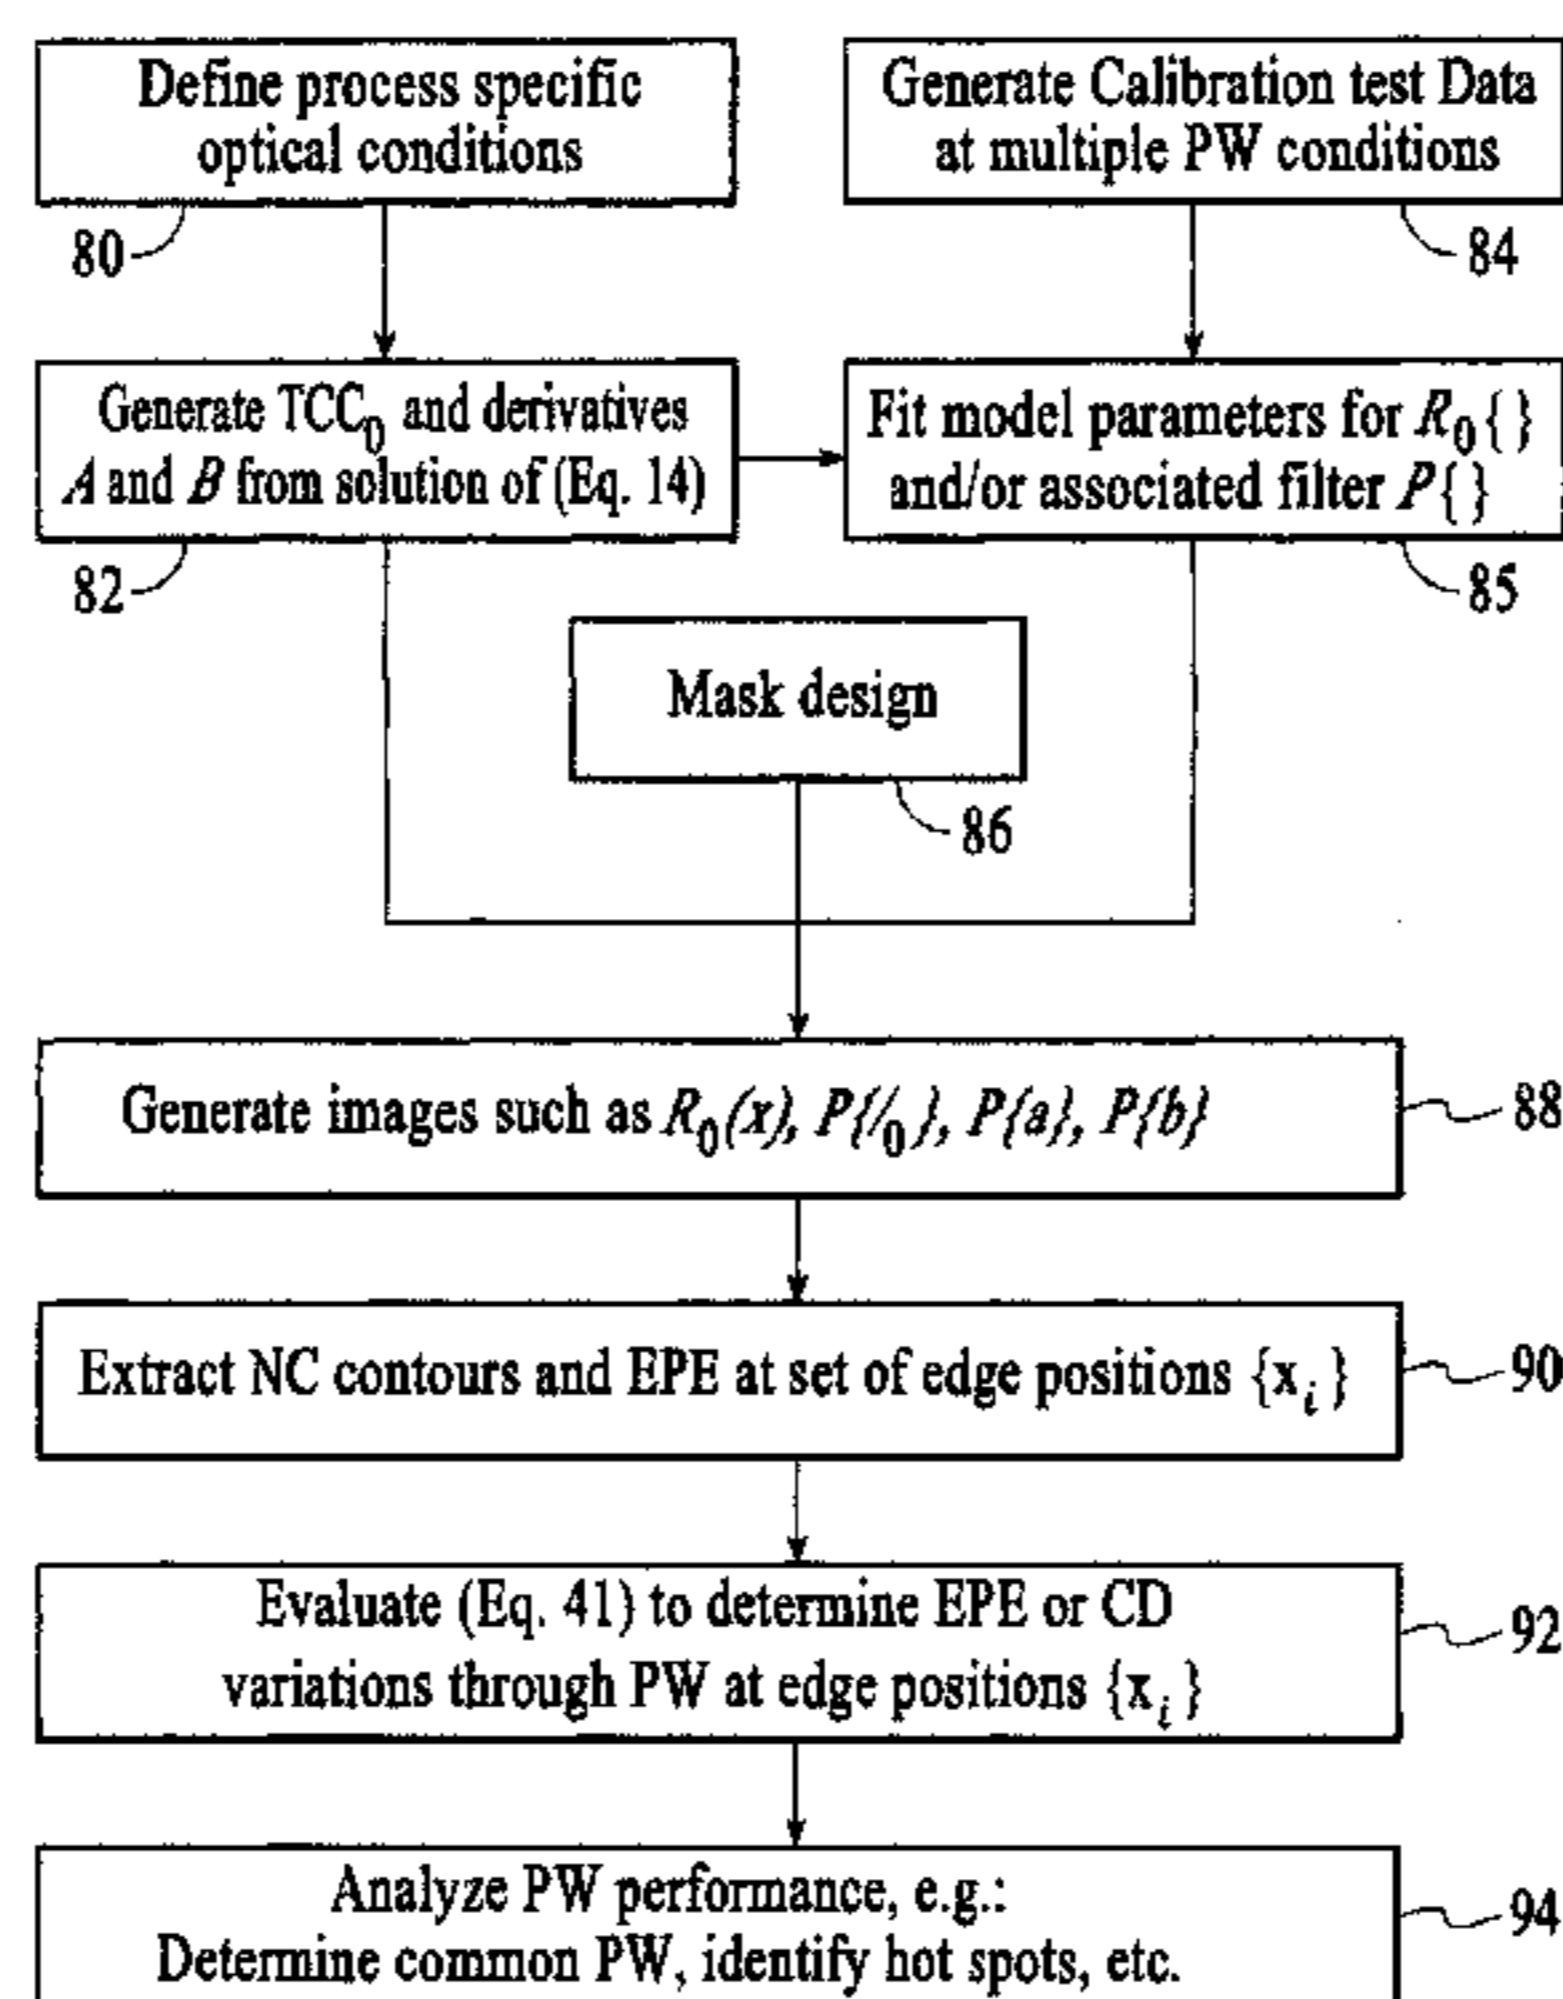 Define process specific
optical conditions
80
Generate Calibration test Data
at multiple PW conditions
84
Generate TCC₀ and derivatives
A and B from solution of (Eq. 14)
82
Fit model parameters for R₀{}
and/or associated filter P{}
85
Mask design
86
Generate images such as R₀(x), P{I₀}, P{a}, P{b}
88
Extract NC contours and EPE at set of edge positions {xᵢ}
90
Evaluate (Eq. 41) to determine EPE or CD
variations through PW at edge positions {xᵢ}
92
Analyze PW performance, e.g.:
Determine common PW, identify hot spots, etc.
94